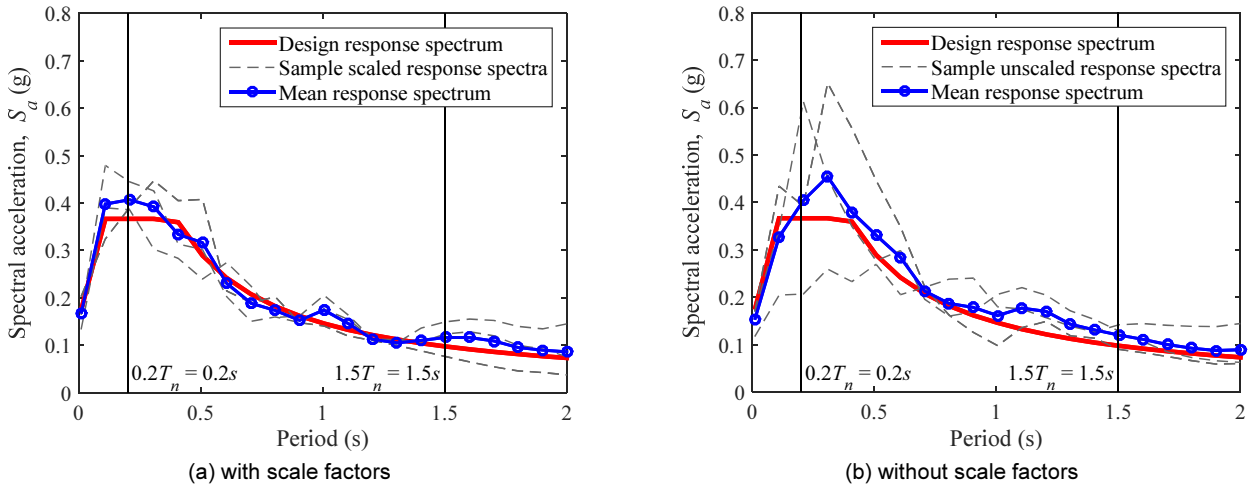 0.8
0.7
0.6
0.5
0.4
0.3
0.2
0.1
0
Spectral acceleration, S_a (g)
Design response spectrum
Sample scaled response spectra
Mean response spectrum
0.2T_n = 0.2s
1.5T_n = 1.5s
0 0.5 1 1.5 2
Period (s)
(a) with scale factors
0.8
0.7
0.6
0.5
0.4
0.3
0.2
0.1
0
Spectral acceleration, S_a (g)
Design response spectrum
Sample unscaled response spectra
Mean response spectrum
0.2T_n = 0.2s
1.5T_n = 1.5s
0 0.5 1 1.5 2
Period (s)
(b) without scale factors